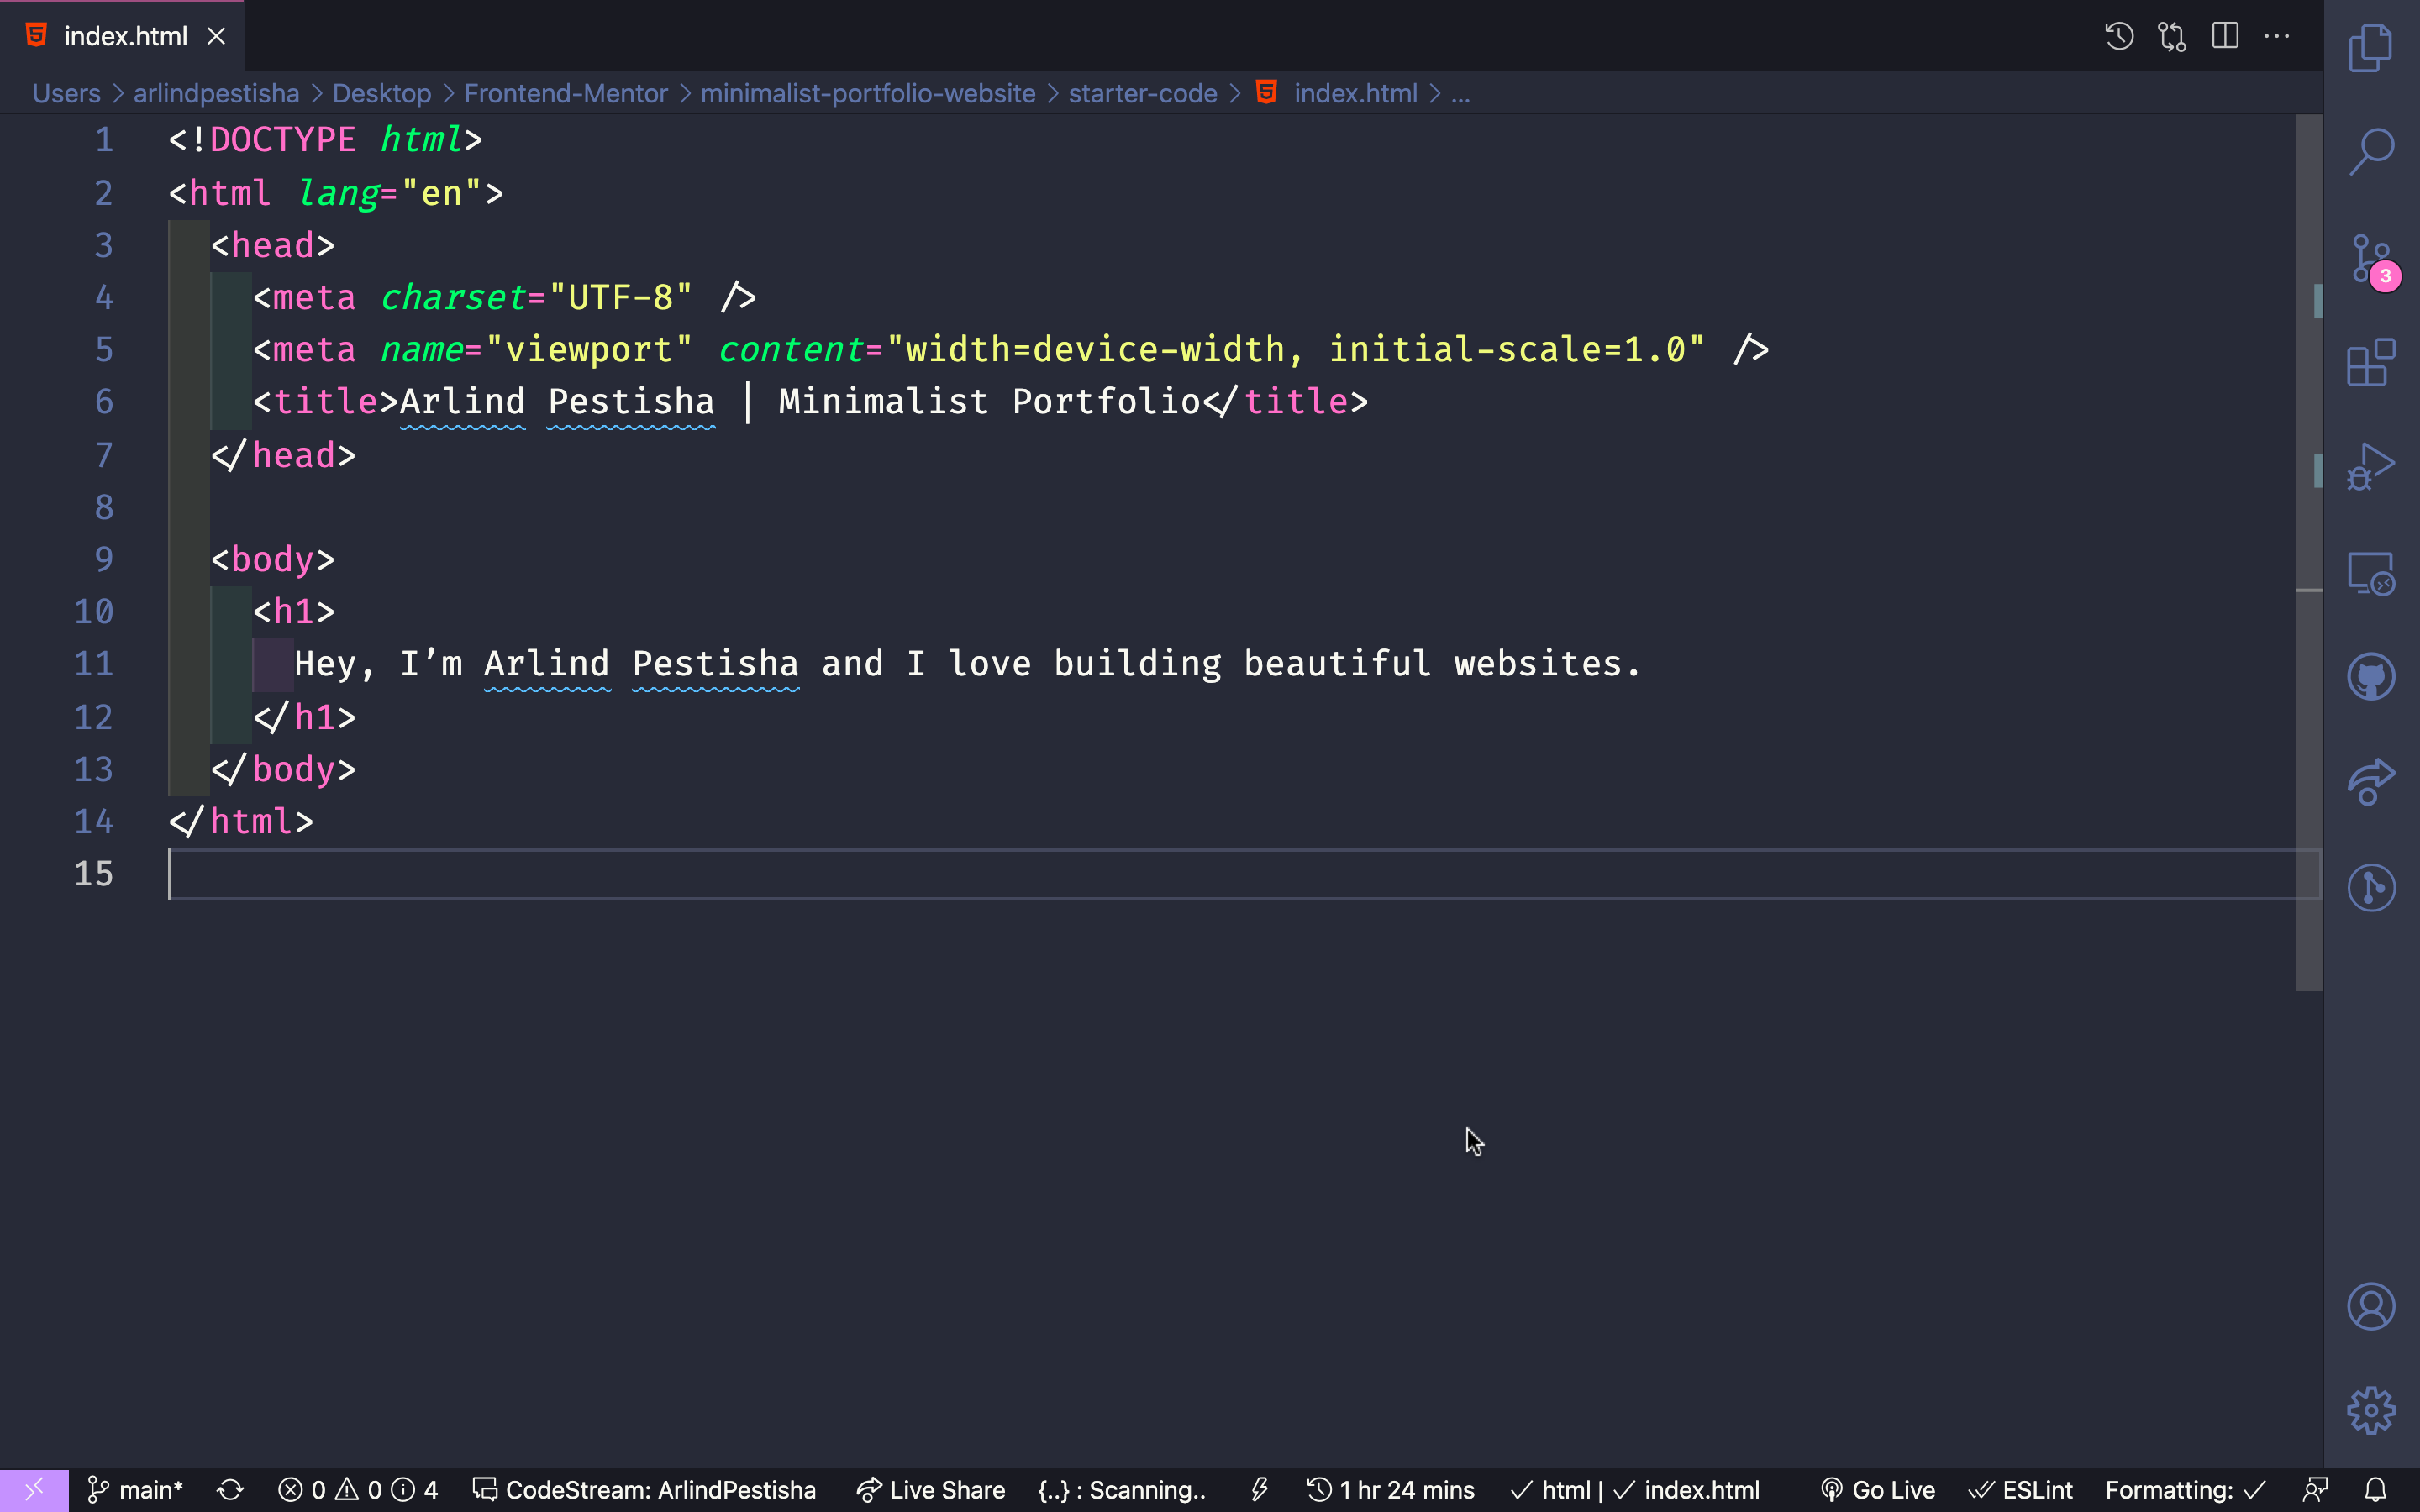 index.html
Users > arlindpestisha > Desktop > Frontend-Mentor > minimalist-portfolio-website > starter-code > index.html > ...
1 <!DOCTYPE html>
2 <html lang="en">
3 <head>
4 <meta charset="UTF-8" />
5 <meta name="viewport" content="width=device-width, initial-scale=1.0" />
6 <title>Arlind Pestisha | Minimalist Portfolio</title>
7 </head>
8
9 <body>
10 <h1>
11 Hey, I’m Arlind Pestisha and I love building beautiful websites.
12 </h1>
13 </body>
14 </html>
15
3
main* 0 0 4 CodeStream: ArlindPestisha Live Share {..} : Scanning.. 1 hr 24 mins html | index.html Go Live ESLint Formatting: